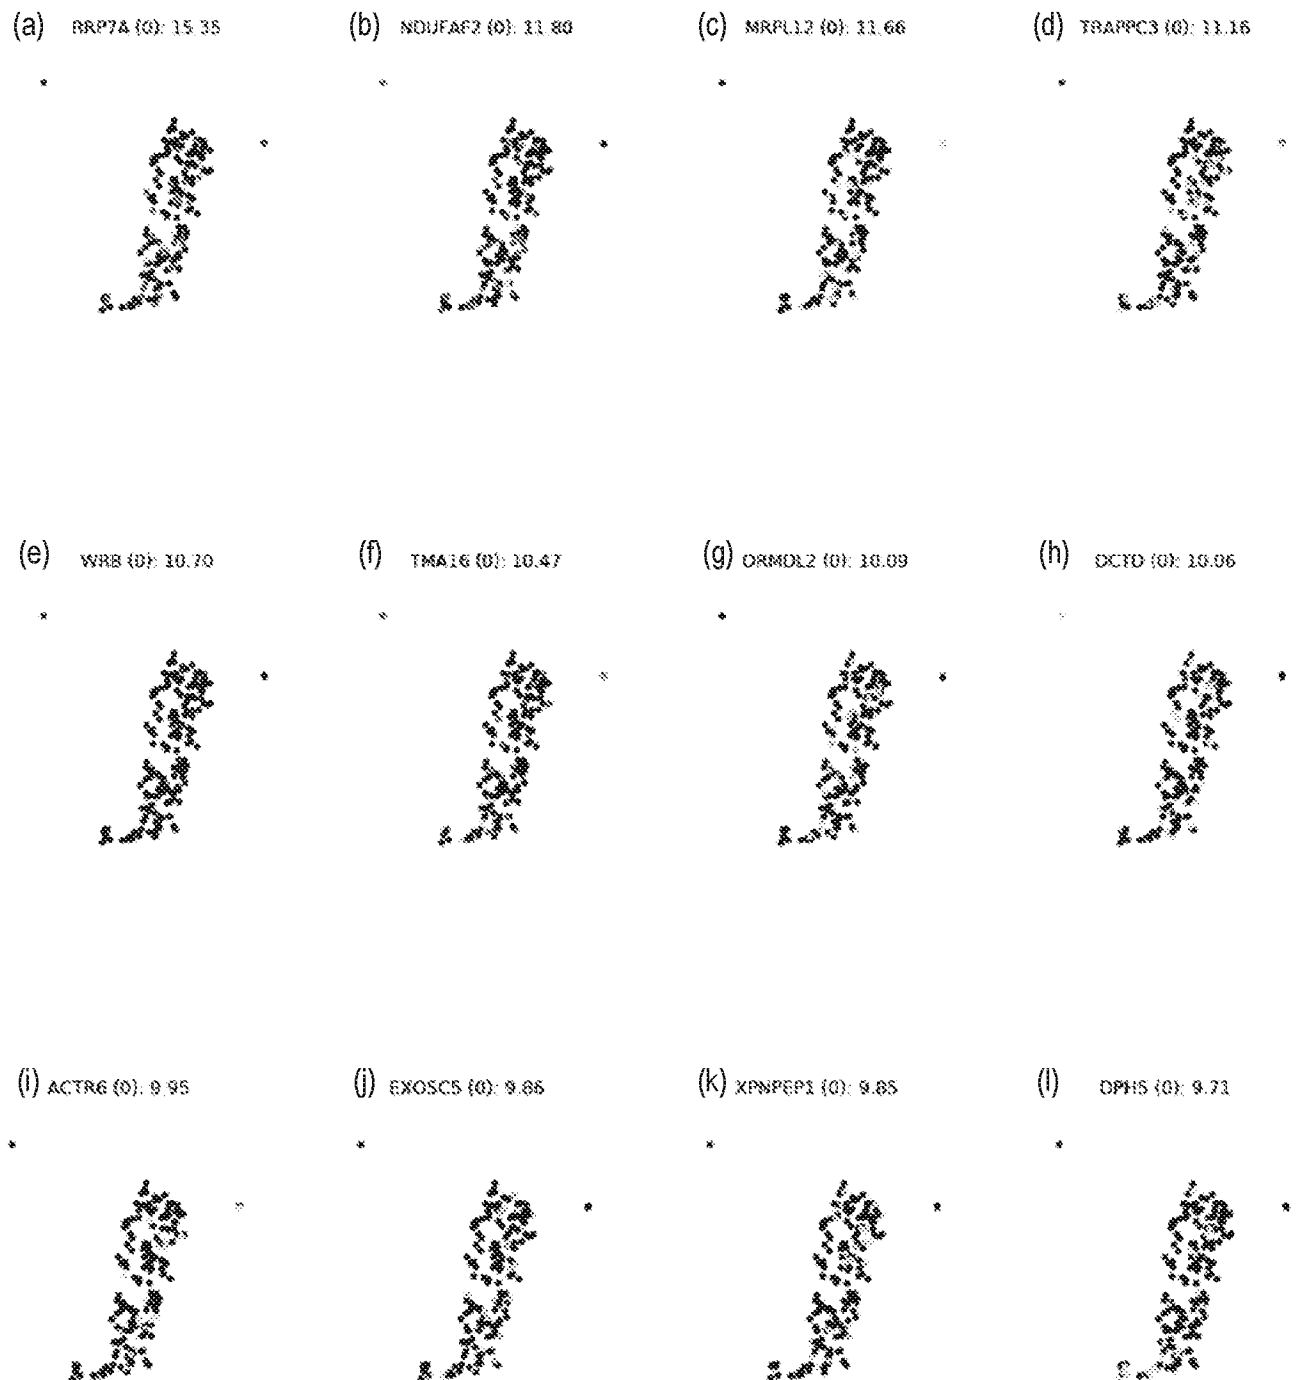 (a) RRP7A (0): 15.35
(b) NDUFAF2 (0): 11.80
(c) MRPL12 (0): 11.66
(d) TRAPPC3 (0): 11.16
(e) WRB (0): 10.70
(f) TMA16 (0): 10.47
(g) ORMDL2 (0): 10.09
(h) DCTD (0): 10.06
(i) ACTR6 (0): 9.95
(j) EXOSC5 (0): 9.86
(k) XPNPEP1 (0): 9.85
(l) DPH5 (0): 9.71